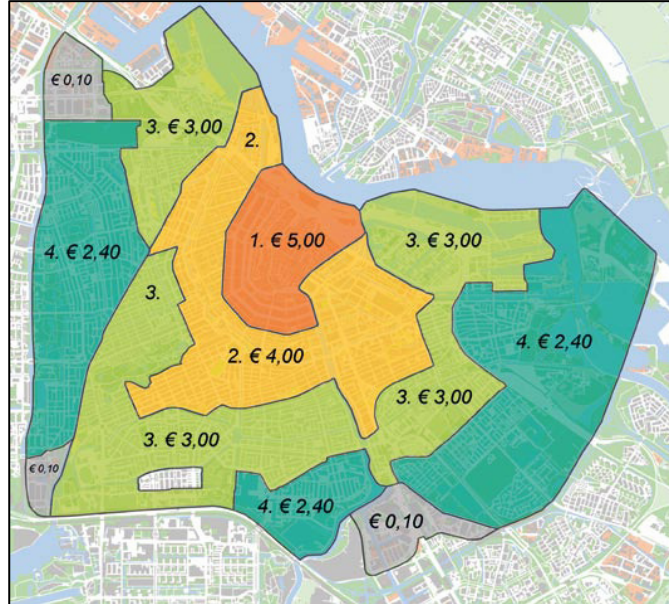 € 0,10
3. € 3,00
2.
1. € 5,00
3. € 3,00
4. € 2,40
3.
4. € 2,40
2. € 4,00
3. € 3,00
3. € 3,00
€ 0,10
4. € 2,40
€ 0,10